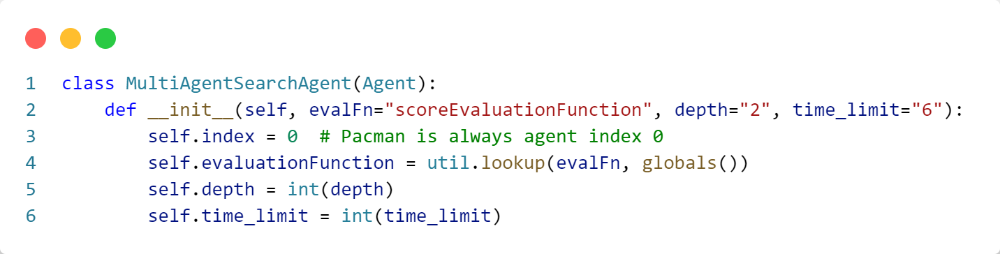 1 class MultiAgentSearchAgent(Agent):
2     def __init__(self, evalFn="scoreEvaluationFunction", depth="2", time_limit="6"):
3         self.index = 0  # Pacman is always agent index 0
4         self.evaluationFunction = util.lookup(evalFn, globals())
5         self.depth = int(depth)
6         self.time_limit = int(time_limit)